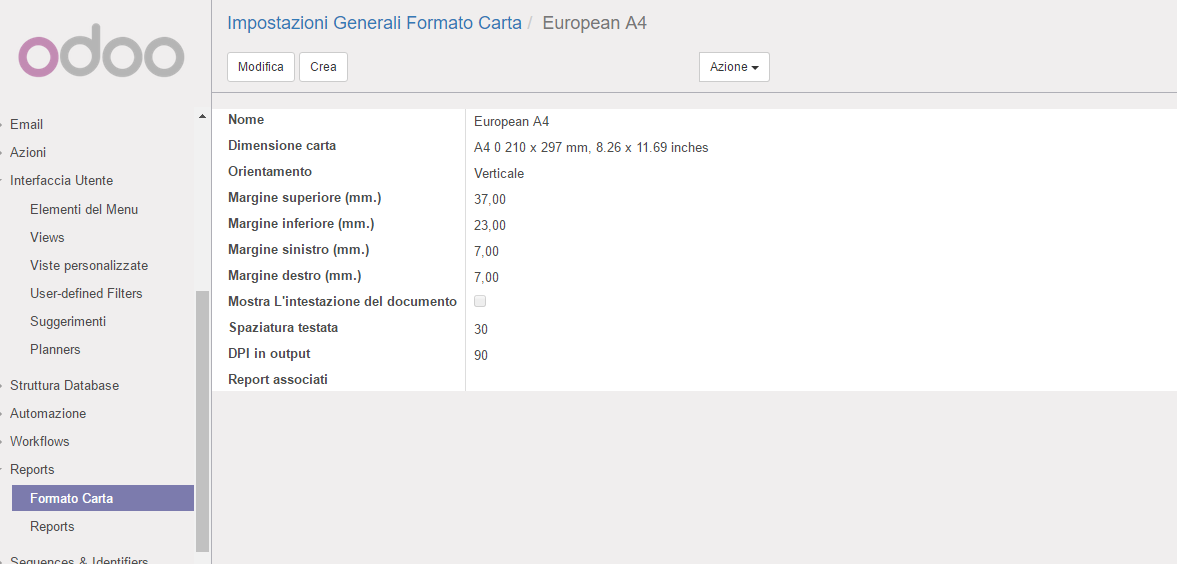 odoo
Email
Azioni
Interfaccia Utente
Elementi del Menu
Views
Viste personalizzate
User-defined Filters
Suggerimenti
Planners
Struttura Database
Automazione
Workflows
Reports
Formato Carta
Reports
Sequences & Identifiers
Impostazioni Generali Formato Carta / European A4
Modifica Crea Azione
Nome European A4
Dimensione carta A4 0 210 x 297 mm, 8.26 x 11.69 inches
Orientamento Verticale
Margine superiore (mm.) 37,00
Margine inferiore (mm.) 23,00
Margine sinistro (mm.) 7,00
Margine destro (mm.) 7,00
Mostra L'intestazione del documento
Spaziatura testata 30
DPI in output 90
Report associati